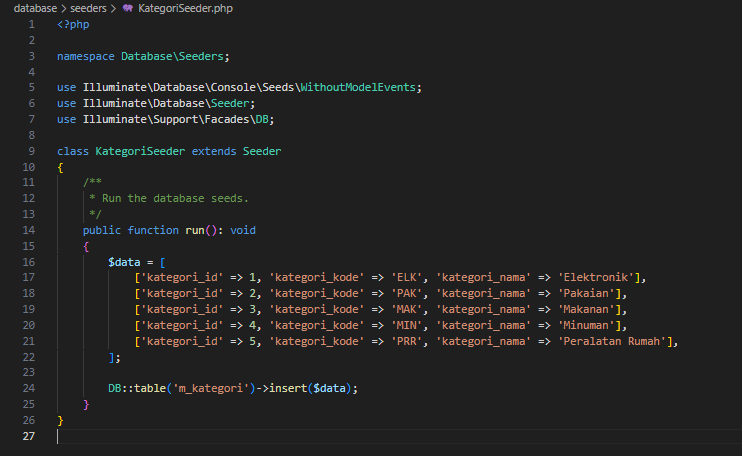 database > seeders > KategoriSeeder.php
1 <?php
2
3 namespace Database\Seeders;
4
5 use Illuminate\Database\Console\Seeds\WithoutModelEvents;
6 use Illuminate\Database\Seeder;
7 use Illuminate\Support\Facades\DB;
8
9 class KategoriSeeder extends Seeder
10 {
11     /**
12      * Run the database seeds.
13      */
14     public function run(): void
15     {
16         $data = [
17             ['kategori_id' => 1, 'kategori_kode' => 'ELK', 'kategori_nama' => 'Elektronik'],
18             ['kategori_id' => 2, 'kategori_kode' => 'PAK', 'kategori_nama' => 'Pakaian'],
19             ['kategori_id' => 3, 'kategori_kode' => 'MAK', 'kategori_nama' => 'Makanan'],
20             ['kategori_id' => 4, 'kategori_kode' => 'MIN', 'kategori_nama' => 'Minuman'],
21             ['kategori_id' => 5, 'kategori_kode' => 'PRR', 'kategori_nama' => 'Peralatan Rumah'],
22         ];
23
24         DB::table('m_kategori')->insert($data);
25     }
26 }
27